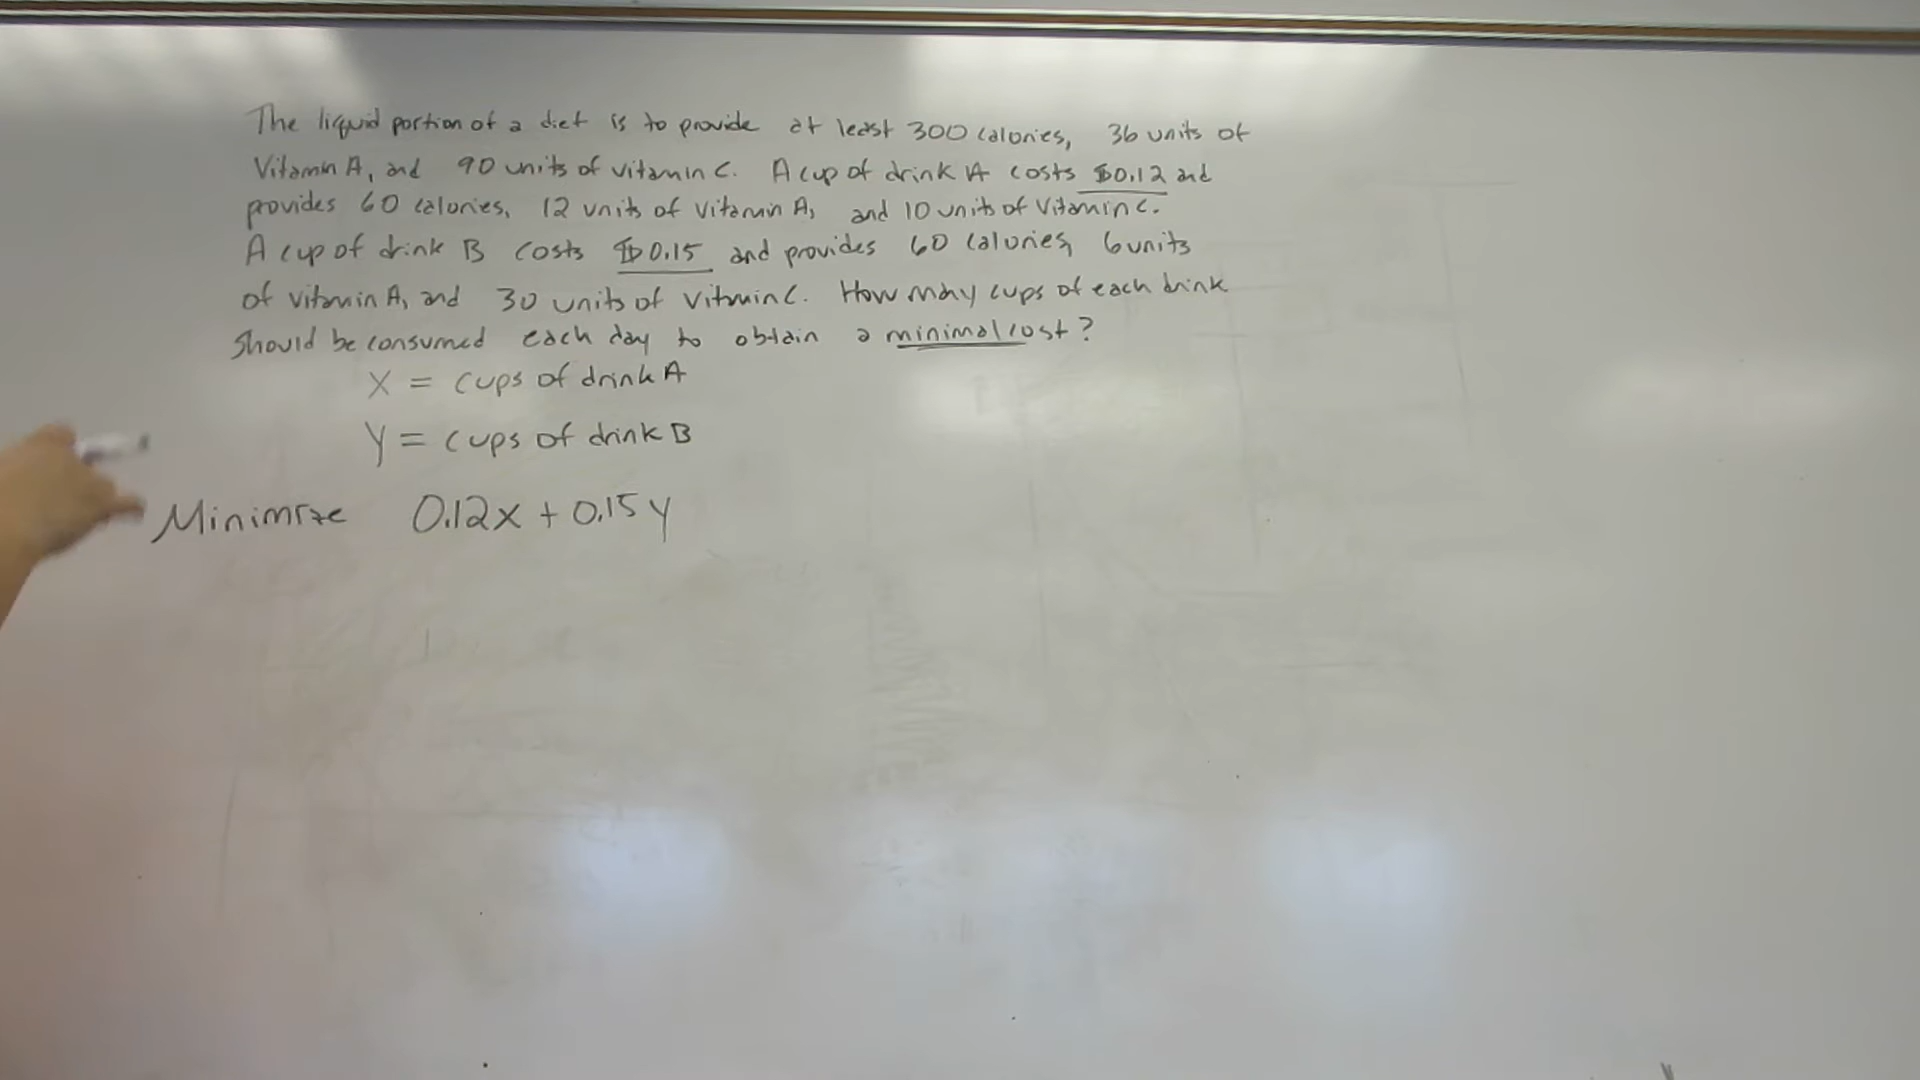 The liquid portion of a diet is to provide at least 300 calories, 36 units of
Vitamin A, and 90 units of vitamin C. A cup of drink A costs $0.12 and
provides 60 calories, 12 units of Vitamin A, and 10 units of Vitamin C.
A cup of drink B costs $0.15 and provides 60 calories, 6 units
of vitamin A, and 30 units of Vitamin C. How may cups of each drink
should be consumed each day to obtain a minimal cost?
X = cups of drink A
Y = cups of drink B
Minimize 0.12x + 0.15y